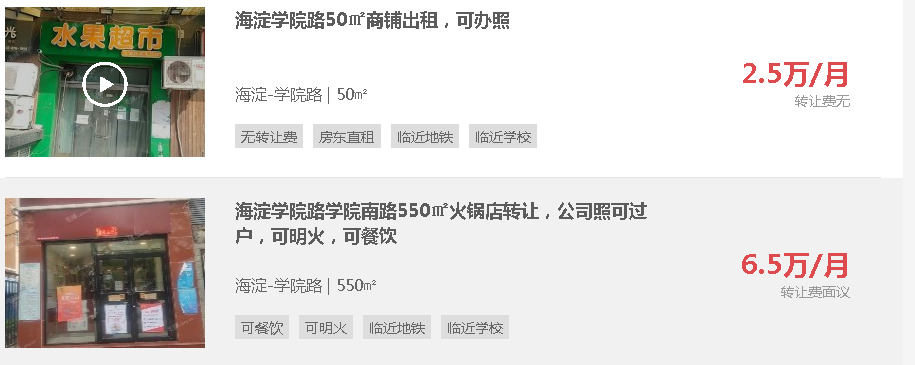 水果超市
海淀学院路50㎡商铺出租，可办照
海淀-学院路 | 50㎡
无转让费 房东直租 临近地铁 临近学校
2.5万/月
转让费无
海淀学院路学院南路550㎡火锅店转让，公司照可过
户，可明火，可餐饮
海淀-学院路 | 550㎡
可餐饮 可明火 临近地铁 临近学校
6.5万/月
转让费面议